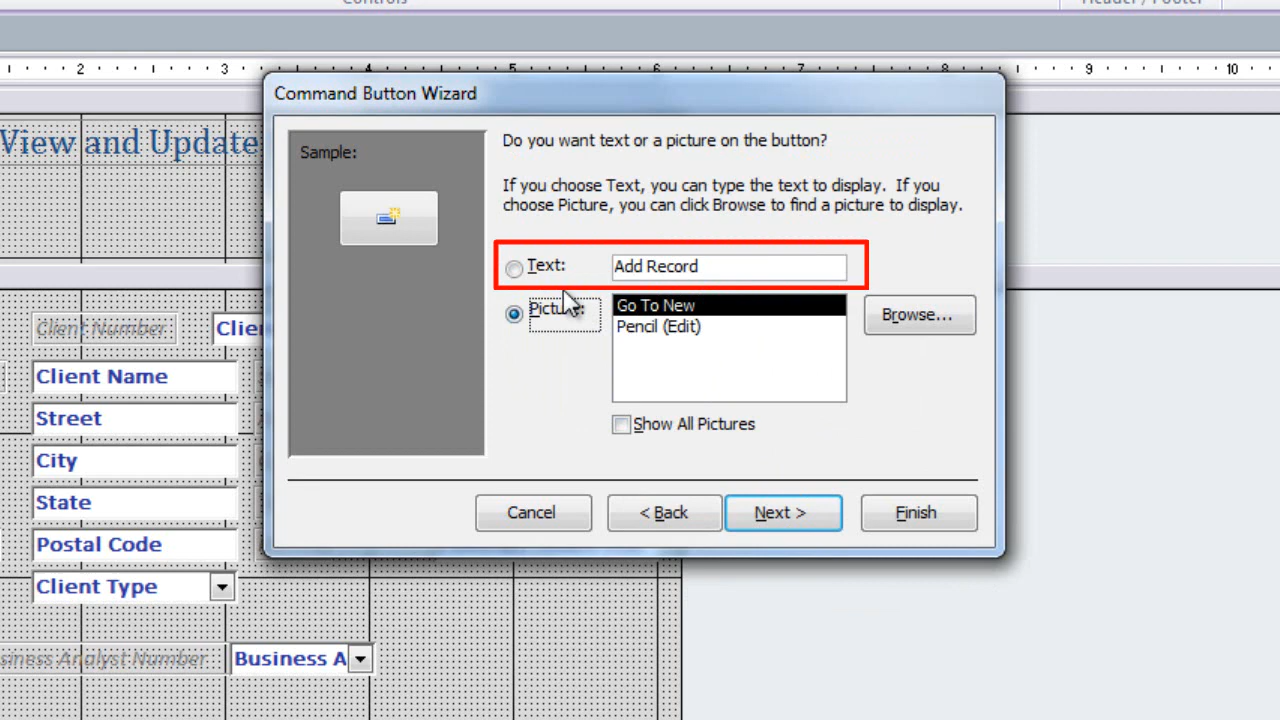 Controls
Header / Footer
2 3 4 5 6 7 8 9 10
Command Button Wizard
View and Update
Sample:
Do you want text or a picture on the button?
If you choose Text, you can type the text to display. If you
choose Picture, you can click Browse to find a picture to display.
Text:
Add Record
Picture:
Go To New
Pencil (Edit)
Browse...
Show All Pictures
Cancel
< Back
Next >
Finish
Client Number
Client Name
Street
City
State
Postal Code
Client Type
Analyst Number
Business A